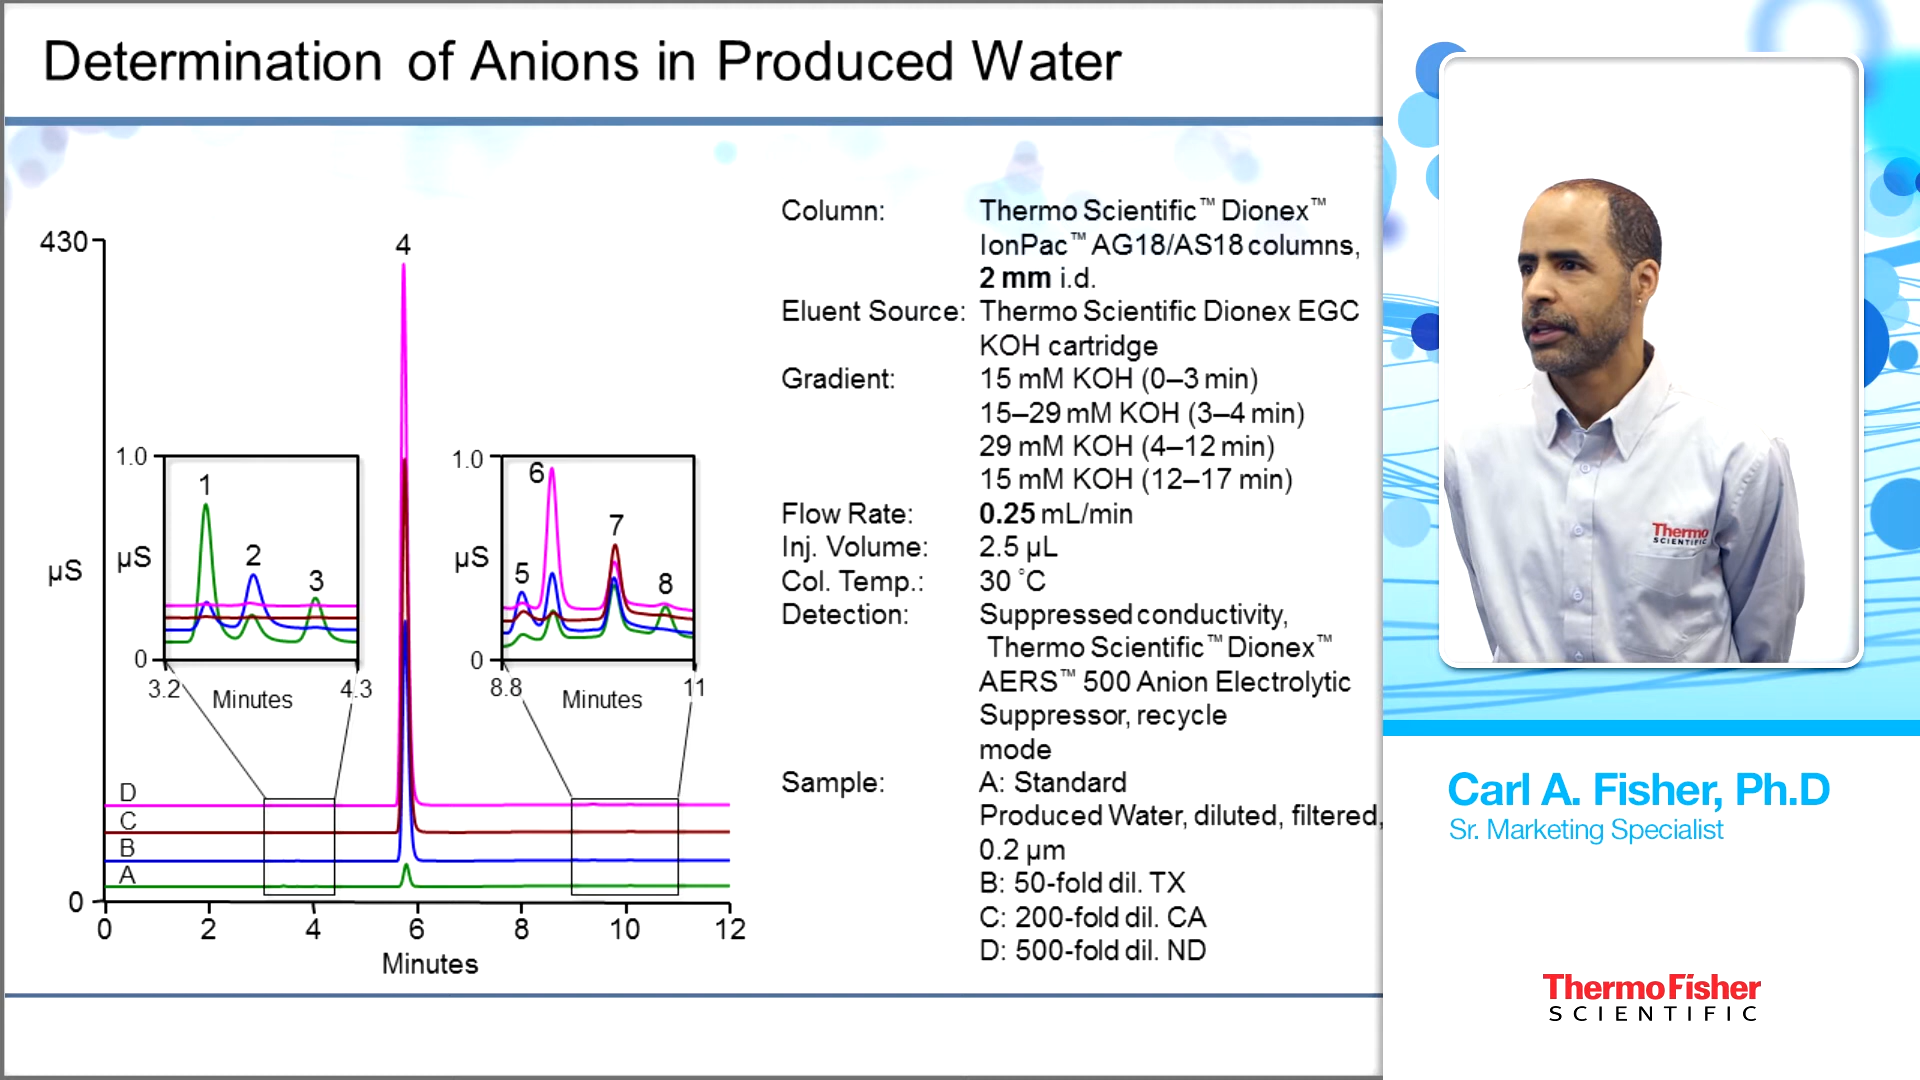 Determination of Anions in Produced Water
430
4
1.0
1
2
3
µS
0
3.2
Minutes
4.3
1.0
6
7
5
8
µS
0
8.8
Minutes
11
µS
D
C
B
A
0
0
2
4
6
8
10
12
Minutes
Column: Thermo Scientific™ Dionex™
IonPac™ AG18/AS18 columns,
2 mm i.d.
Eluent Source: Thermo Scientific Dionex EGC
KOH cartridge
Gradient: 15 mM KOH (0–3 min)
15–29 mM KOH (3–4 min)
29 mM KOH (4–12 min)
15 mM KOH (12–17 min)
Flow Rate: 0.25 mL/min
Inj. Volume: 2.5 µL
Col. Temp.: 30 °C
Detection: Suppressed conductivity,
Thermo Scientific™ Dionex™
AERS™ 500 Anion Electrolytic
Suppressor, recycle
mode
Sample: A: Standard
Produced Water, diluted, filtered,
0.2 µm
B: 50-fold dil. TX
C: 200-fold dil. CA
D: 500-fold dil. ND
Thermo
SCIENTIFIC
Carl A. Fisher, Ph.D
Sr. Marketing Specialist
ThermoFisher
SCIENTIFIC